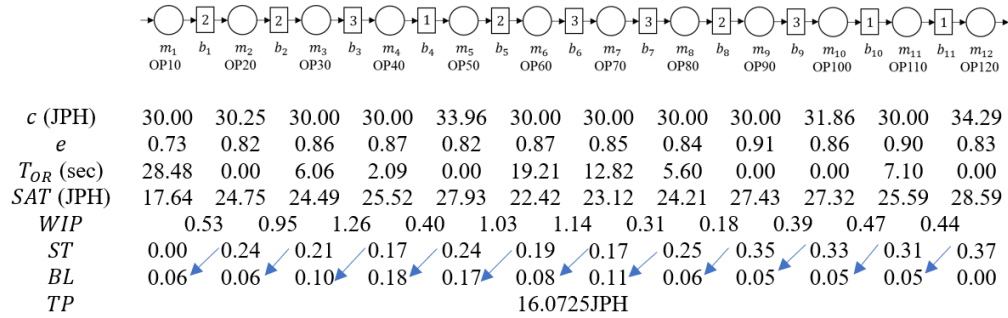 2 2 3 1 2 3 3 2 3 1 1
m₁ b₁ m₂ b₂ m₃ b₃ m₄ b₄ m₅ b₅ m₆ b₆ m₇ b₇ m₈ b₈ m₉ b₉ m₁₀ b₁₀ m₁₁ b₁₁ m₁₂
OP10 OP20 OP30 OP40 OP50 OP60 OP70 OP80 OP90 OP100 OP110 OP120
c (JPH) 30.00 30.25 30.00 30.00 33.96 30.00 30.00 30.00 30.00 31.86 30.00 34.29
e 0.73 0.82 0.86 0.87 0.82 0.87 0.85 0.84 0.91 0.86 0.90 0.83
T_OR (sec) 28.48 0.00 6.06 2.09 0.00 19.21 12.82 5.60 0.00 0.00 7.10 0.00
SAT (JPH) 17.64 24.75 24.49 25.52 27.93 22.42 23.12 24.21 27.43 27.32 25.59 28.59
WIP 0.53 0.95 1.26 0.40 1.03 1.14 0.31 0.18 0.39 0.47 0.44
ST 0.00 0.24 0.21 0.17 0.24 0.19 0.17 0.25 0.35 0.33 0.31 0.37
BL 0.06 0.06 0.10 0.18 0.17 0.08 0.11 0.06 0.05 0.05 0.05 0.00
TP 16.0725JPH